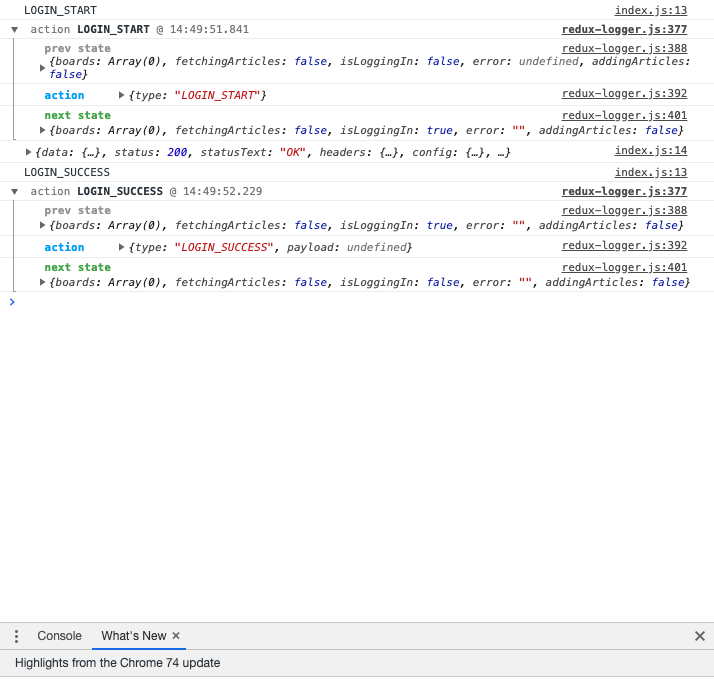 LOGIN_START index.js:13
action LOGIN_START @ 14:49:51.841 redux-logger.js:377
prev state redux-logger.js:388
{boards: Array(0), fetchingArticles: false, isLoggingIn: false, error: undefined, addingArticles:
false}
action {type: "LOGIN_START"} redux-logger.js:392
next state redux-logger.js:401
{boards: Array(0), fetchingArticles: false, isLoggingIn: true, error: "", addingArticles: false}
{data: {…}, status: 200, statusText: "OK", headers: {…}, config: {…}, …} index.js:14
LOGIN_SUCCESS index.js:13
action LOGIN_SUCCESS @ 14:49:52.229 redux-logger.js:377
prev state redux-logger.js:388
{boards: Array(0), fetchingArticles: false, isLoggingIn: true, error: "", addingArticles: false}
action {type: "LOGIN_SUCCESS", payload: undefined} redux-logger.js:392
next state redux-logger.js:401
{boards: Array(0), fetchingArticles: false, isLoggingIn: false, error: "", addingArticles: false}
Console What's New
Highlights from the Chrome 74 update